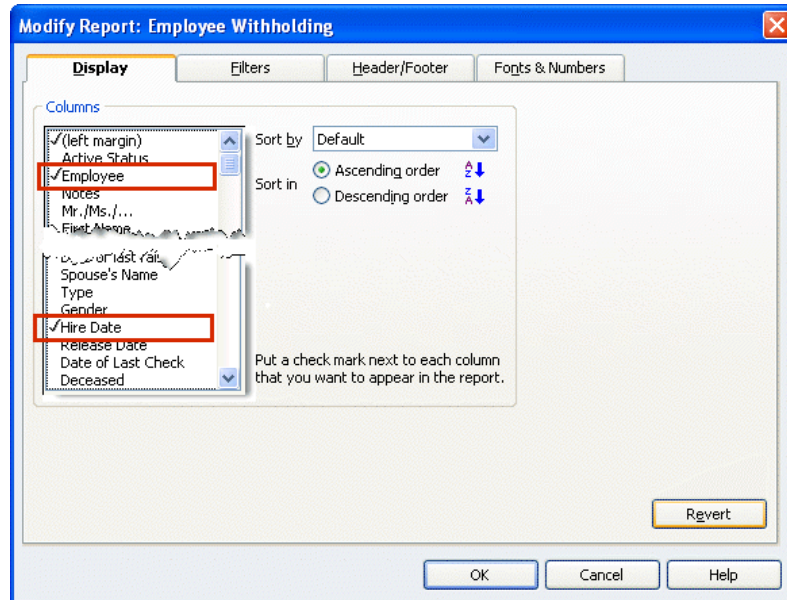 Modify Report: Employee Withholding
Display
Filters
Header/Footer
Fonts & Numbers
Columns
✓(left margin)
Active Status
✓Employee
Notes
Mr./Ms./...
First Name
Spouse's Name
Type
Gender
✓Hire Date
Release Date
Date of Last Check
Deceased
Sort by
Default
Sort in
Ascending order
Descending order
Put a check mark next to each column
that you want to appear in the report.
Revert
OK
Cancel
Help